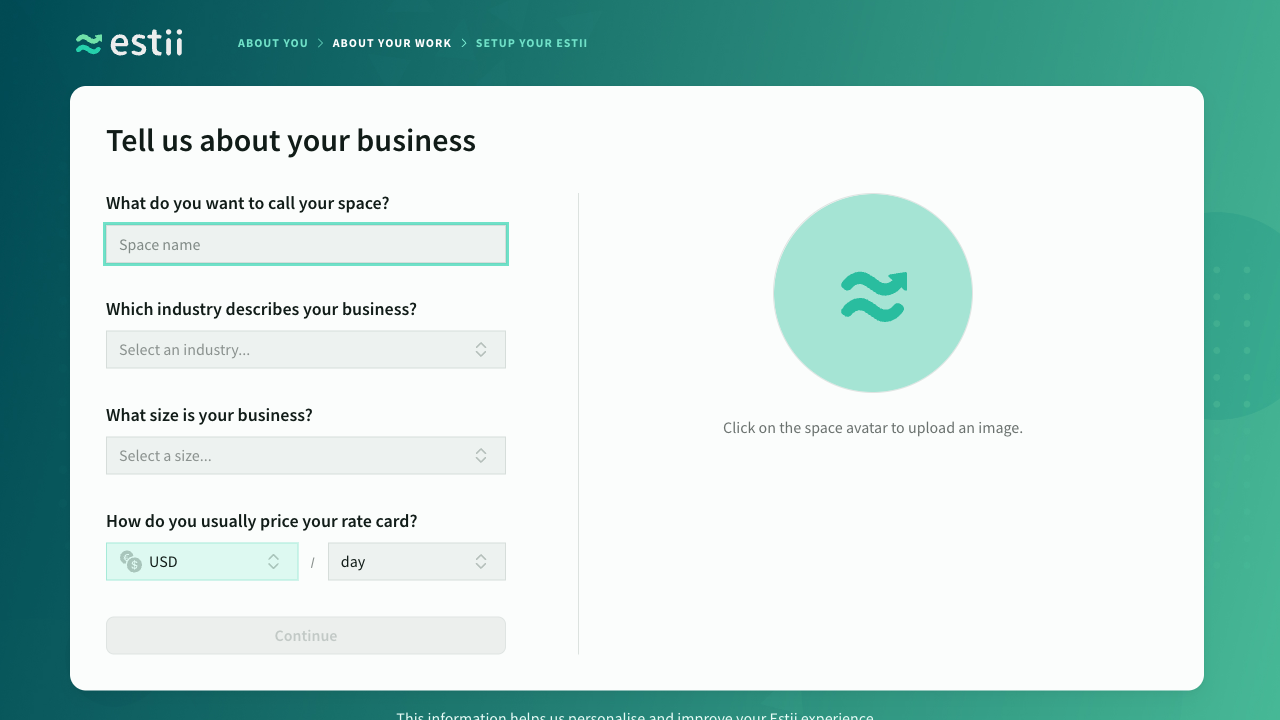 estii
ABOUT YOU
ABOUT YOUR WORK
SETUP YOUR ESTII
Tell us about your business
What do you want to call your space?
Space name
Which industry describes your business?
Select an industry...
What size is your business?
Select a size...
How do you usually price your rate card?
USD / day
Continue
Click on the space avatar to upload an image.
This information helps us personalise and improve your Estii experience.